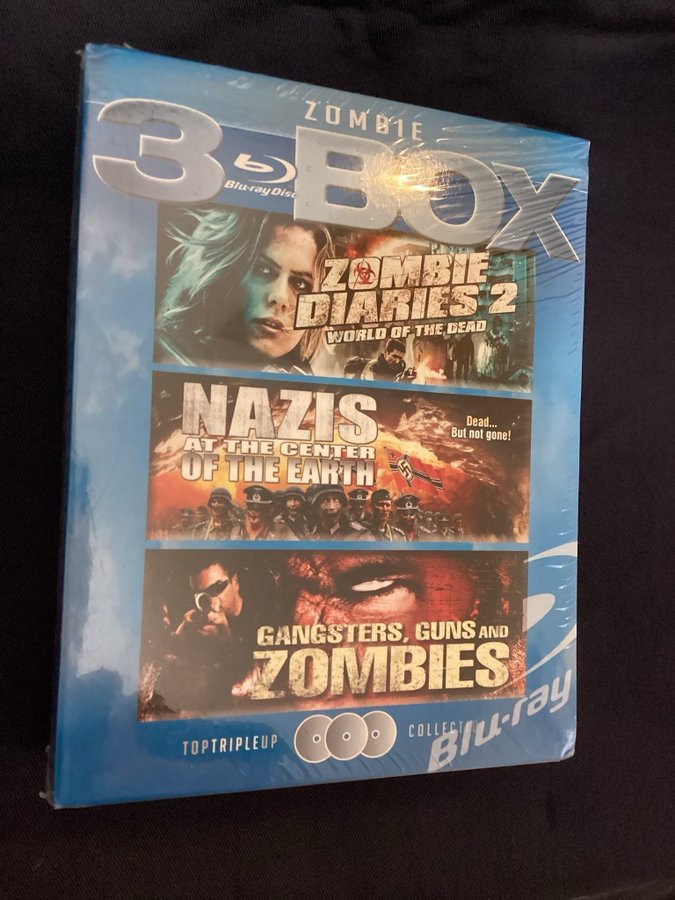 ZOMBIE
3 BOX
Blu-ray Disc
ZOMBIE
DIARIES 2
WORLD OF THE DEAD
NAZIS
AT THE CENTER
OF THE EARTH
Dead...
But not gone!
GANGSTERS, GUNS AND
ZOMBIES
TOPTRIPLEUP
Blu-ray